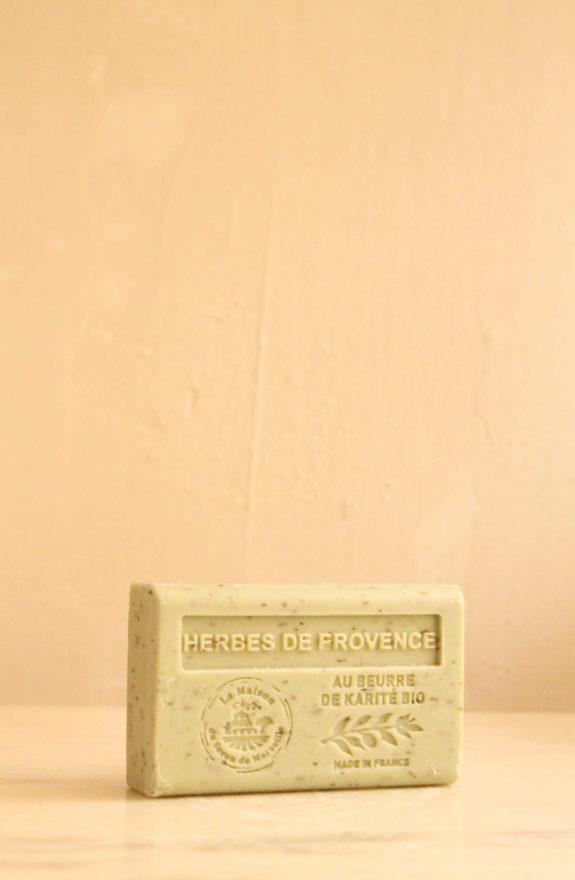 HERBES DE PROVENCE
La Maison
du Savon de Marseille
AU BEURRE
DE KARITÉ BIO
MADE IN FRANCE